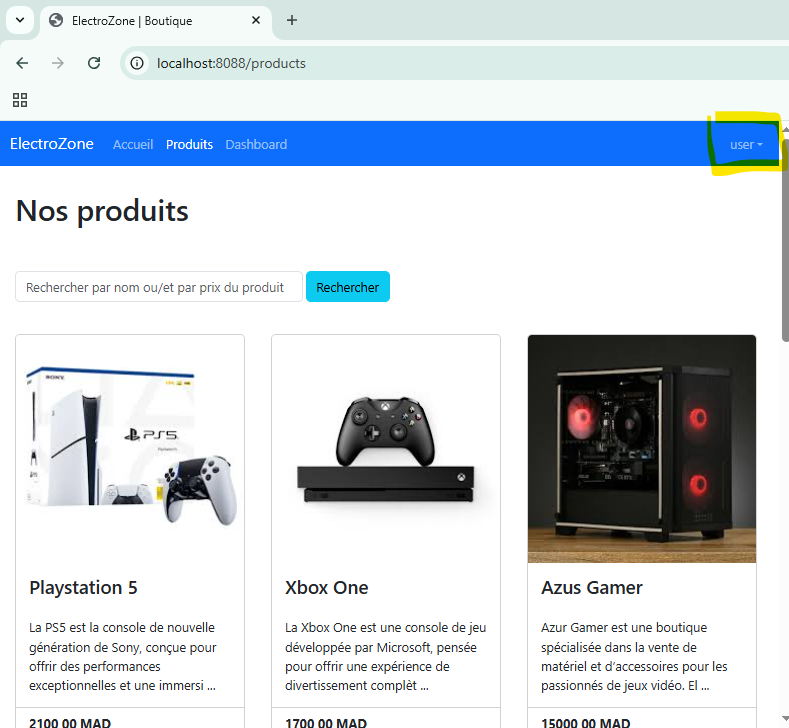 ElectroZone | Boutique
localhost:8088/products
ElectroZone Accueil Produits Dashboard user
Nos produits
Rechercher par nom ou/et par prix du produit Rechercher
SONY
PS5
Playstation 5
La PS5 est la console de nouvelle
génération de Sony, conçue pour
offrir des performances
exceptionnelles et une immersi ...
2100.00 MAD
Xbox One
La Xbox One est une console de jeu
développée par Microsoft, pensée
pour offrir une expérience de
divertissement complèt ...
1700.00 MAD
Azus Gamer
Azur Gamer est une boutique
spécialisée dans la vente de
matériel et d'accessoires pour les
passionnés de jeux vidéo. El ...
15000.00 MAD